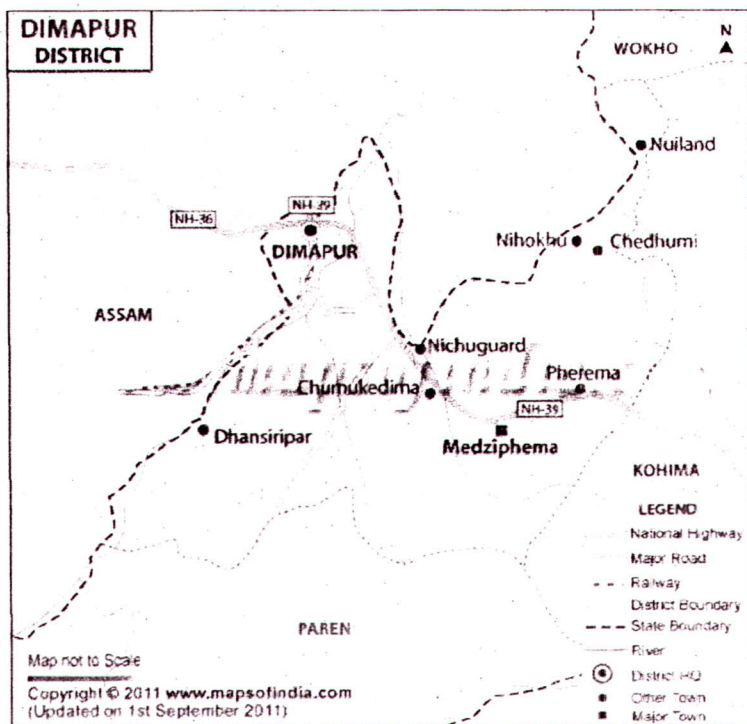 DIMAPUR
DISTRICT
WOKHO
N
Nuiland
NH-39
NH-36
Nihokhu
Chedhumi
DIMAPUR
ASSAM
Nichuguard
Pherema
Chumukedima
NH-39
Dhansiripar
Medziphema
KOHIMA
LEGEND
National Highway
Major Road
Railway
District Boundary
State Boundary
River
District HQ
Other Town
Major Town
PAREN
Map not to Scale
Copyright © 2011 www.mapsofindia.com
(Updated on 1st September 2011)